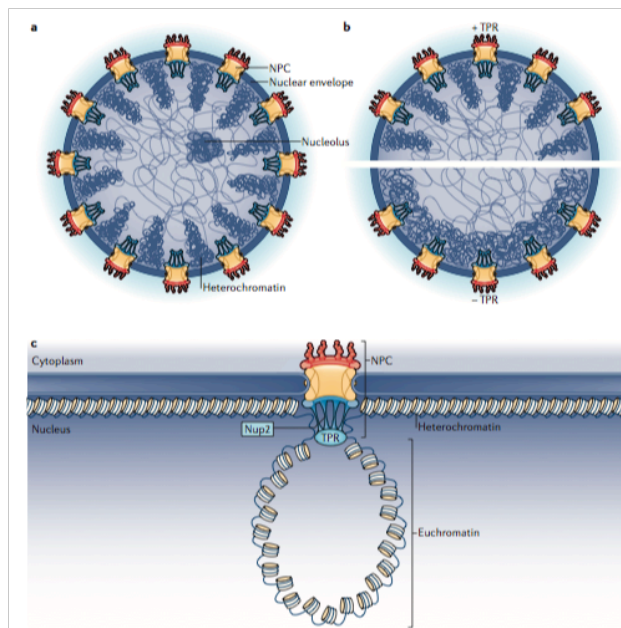 a
NPC
Nuclear envelope
Nucleolus
Heterochromatin
b
+ TPR
− TPR
c
Cytoplasm
NPC
Nucleus
Nup2
TPR
Heterochromatin
Euchromatin